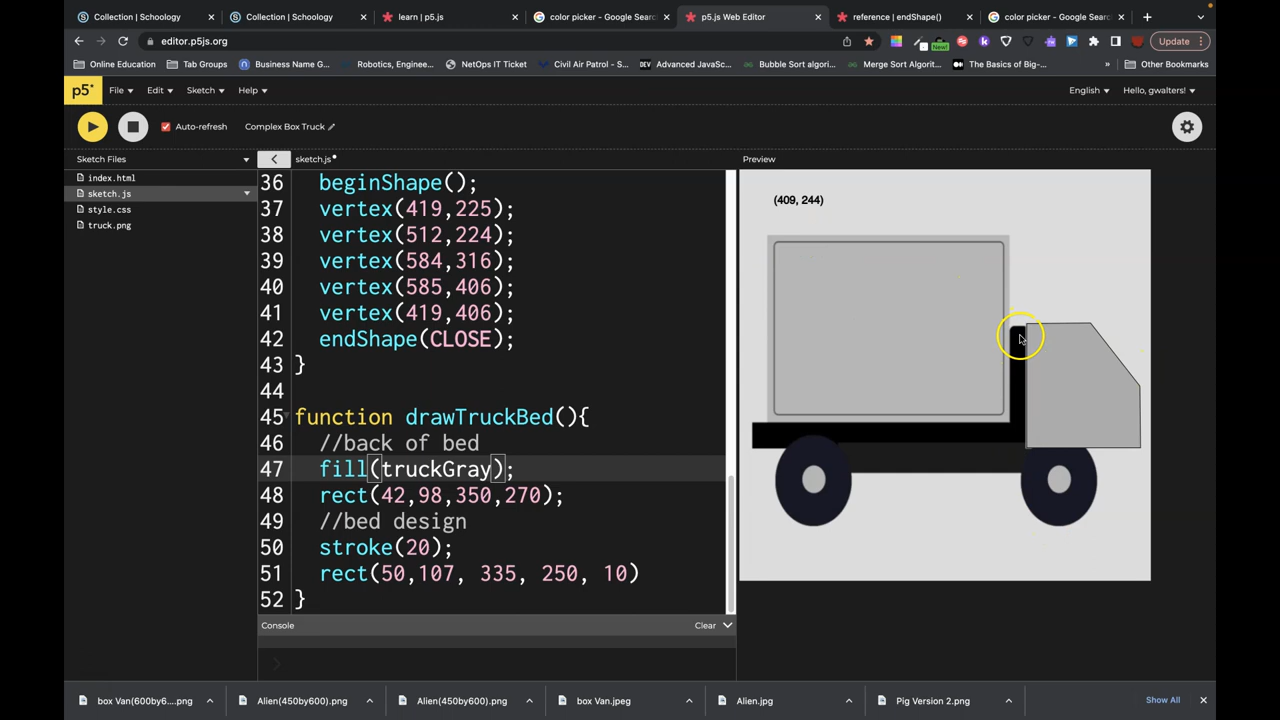 Collection | Schoology
Collection | Schoology
learn | p5.js
color picker - Google Search
p5.js Web Editor
reference | endShape()
color picker - Google Searc
editor.p5js.org
New!
Update
Online Education
Tab Groups
Business Name G...
Robotics, Enginee...
NetOps IT Ticket
Civil Air Patrol - S...
DEV Advanced JavaSc...
Bubble Sort algori...
Merge Sort Algorit...
The Basics of Big-...
»
Other Bookmarks
p5*
File
Edit
Sketch
Help
English
Hello, gwalters!
Auto-refresh
Complex Box Truck
Sketch Files
sketch.js
Preview
index.html
sketch.js
style.css
truck.png
36 beginShape();
37 vertex(419,225);
38 vertex(512,224);
39 vertex(584,316);
40 vertex(585,406);
41 vertex(419,406);
42 endShape(CLOSE);
43 }
44
45 function drawTruckBed(){
46 //back of bed
47 fill(truckGray);
48 rect(42,98,350,270);
49 //bed design
50 stroke(20);
51 rect(50,107, 335, 250, 10)
52 }
(409, 244)
Console
Clear
>
box Van(600by6....png
Alien(450by600).png
Alien(450by600).png
box Van.jpeg
Alien.jpg
Pig Version 2.png
Show All